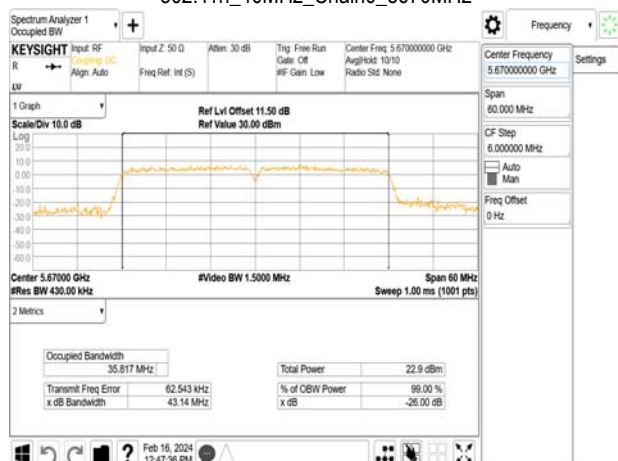 Spectrum Analyzer 1
Occupied BW
Frequency
KEYSIGHT
Input: RF
Coupling: DC
Align: Auto
Input Z: 50 Ω
Freq Ref: Int (S)
Atten: 30 dB
Trig: Free Run
Gate: Off
#IF Gain: Low
Center Freq: 5.670000000 GHz
Avg|Hold: 10/10
Radio Std: None
R
LV
Center Frequency
5.670000000 GHz
Settings
Span
60.000 MHz
CF Step
6.000000 MHz
Auto
Man
Freq Offset
0 Hz
1 Graph
Scale/Div 10.0 dB
Ref Lvl Offset 11.50 dB
Ref Value 30.00 dBm
Log
20.0
10.0
0.00
-10.0
-20.0
-30.0
-40.0
-50.0
-60.0
Center 5.67000 GHz
#Video BW 1.5000 MHz
Span 60 MHz
#Res BW 430.00 kHz
Sweep 1.00 ms (1001 pts)
2 Metrics
Occupied Bandwidth
35.817 MHz
Total Power 22.9 dBm
Transmit Freq Error 62.543 kHz
% of OBW Power 99.00 %
x dB Bandwidth 43.14 MHz
x dB -26.00 dB
?
Feb 16, 2024
12:47:36 PM